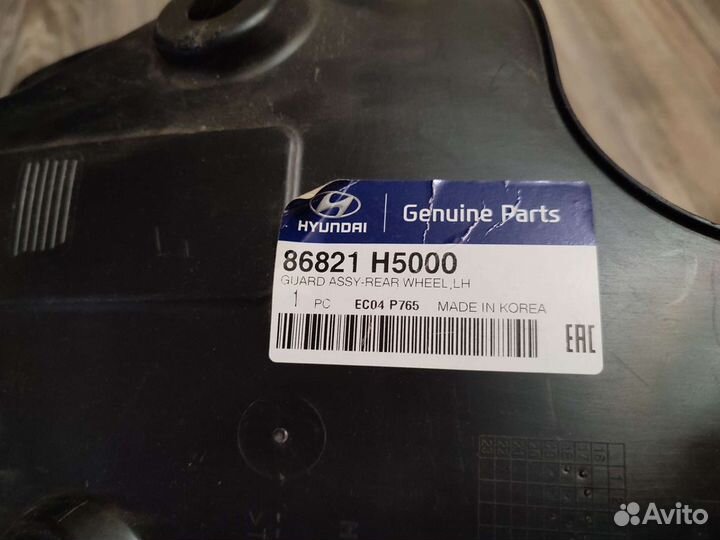 HYUNDAI
Genuine Parts
86821 H5000
GUARD ASSY-REAR WHEEL,LH
1 PC EC04 P765 MADE IN KOREA
EAC
Avito